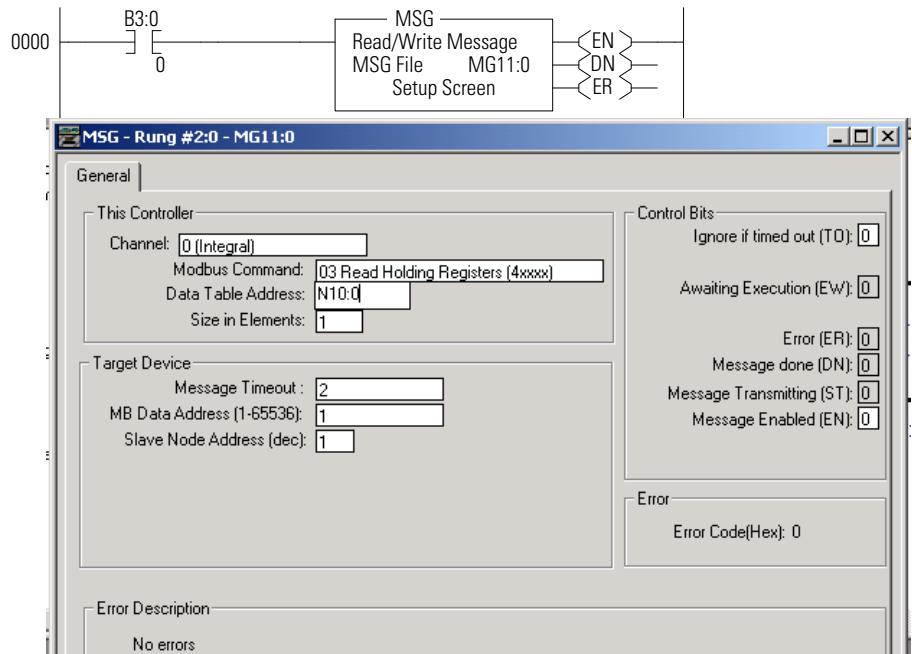 B3:0
MSG
0000
Read/Write Message
EN
0
MSG File MG11:0
DN
Setup Screen
ER
MSG - Rung #2:0 - MG11:0
General
This Controller
Channel: 0 (Integral)
Modbus Command: 03 Read Holding Registers (4xxxx)
Data Table Address: N10:0
Size in Elements: 1
Target Device
Message Timeout : 2
MB Data Address (1-65536): 1
Slave Node Address (dec): 1
Control Bits
Ignore if timed out (TO): 0
Awaiting Execution (EW): 0
Error (ER): 0
Message done (DN): 0
Message Transmitting (ST): 0
Message Enabled (EN): 0
Error
Error Code(Hex): 0
Error Description
No errors